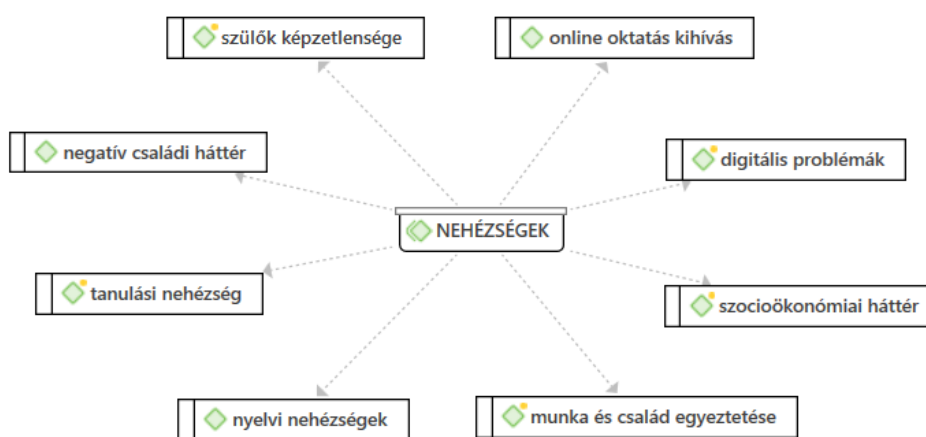 szülők képzetlensége
online oktatás kihívás
negatív családi háttér
digitális problémák
NEHÉZSÉGEK
tanulási nehézség
szocioökonómiai háttér
nyelvi nehézségek
munka és család egyeztetése